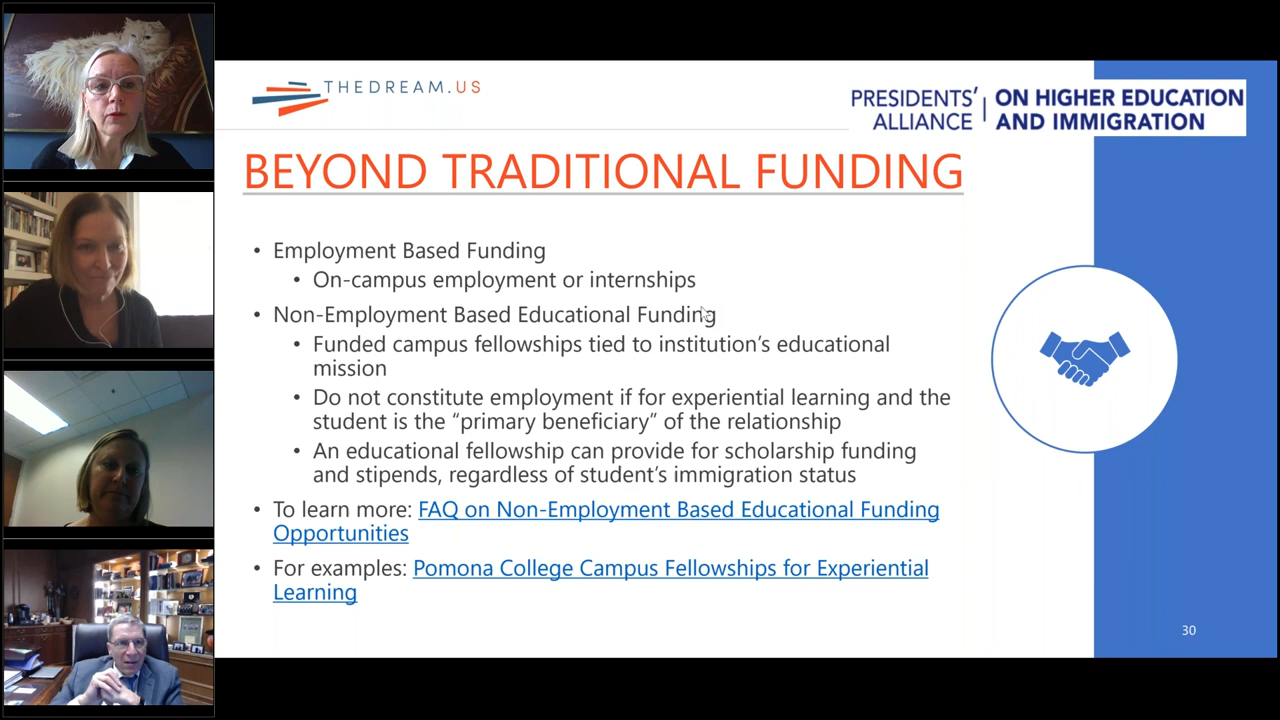 THEDREAM.US
PRESIDENTS' ON HIGHER EDUCATION
ALLIANCE AND IMMIGRATION
BEYOND TRADITIONAL FUNDING
• Employment Based Funding
• On-campus employment or internships
• Non-Employment Based Educational Funding
• Funded campus fellowships tied to institution’s educational
mission
• Do not constitute employment if for experiential learning and the
student is the “primary beneficiary” of the relationship
• An educational fellowship can provide for scholarship funding
and stipends, regardless of student’s immigration status
• To learn more: FAQ on Non-Employment Based Educational Funding
Opportunities
• For examples: Pomona College Campus Fellowships for Experiential
Learning
30